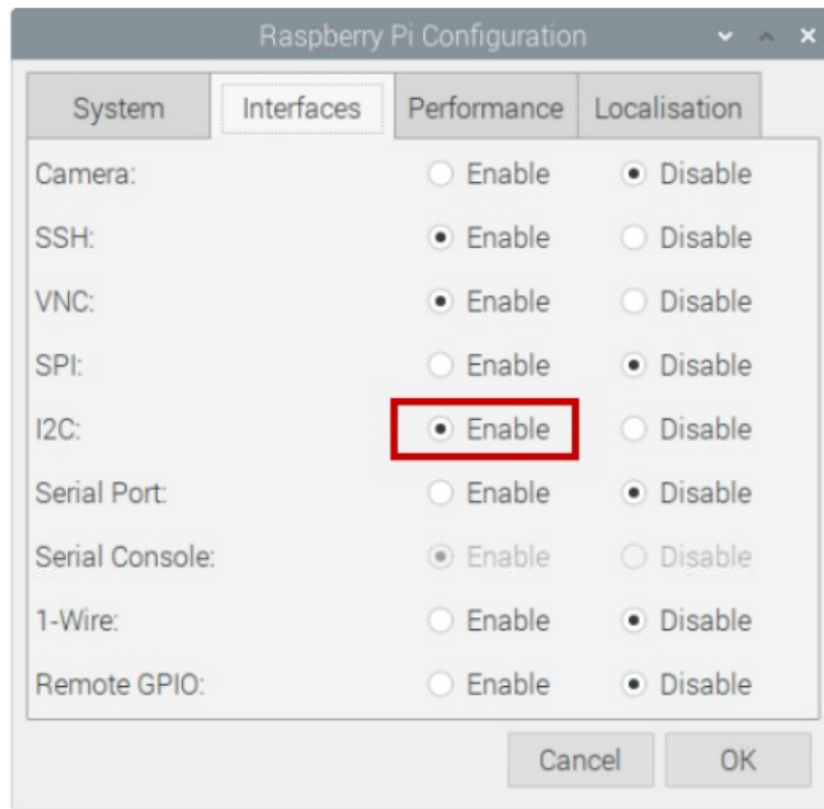 Raspberry Pi Configuration
System Interfaces Performance Localisation
Camera: Enable Disable
SSH: Enable Disable
VNC: Enable Disable
SPI: Enable Disable
I2C: Enable Disable
Serial Port: Enable Disable
Serial Console: Enable Disable
1-Wire: Enable Disable
Remote GPIO: Enable Disable
Cancel OK